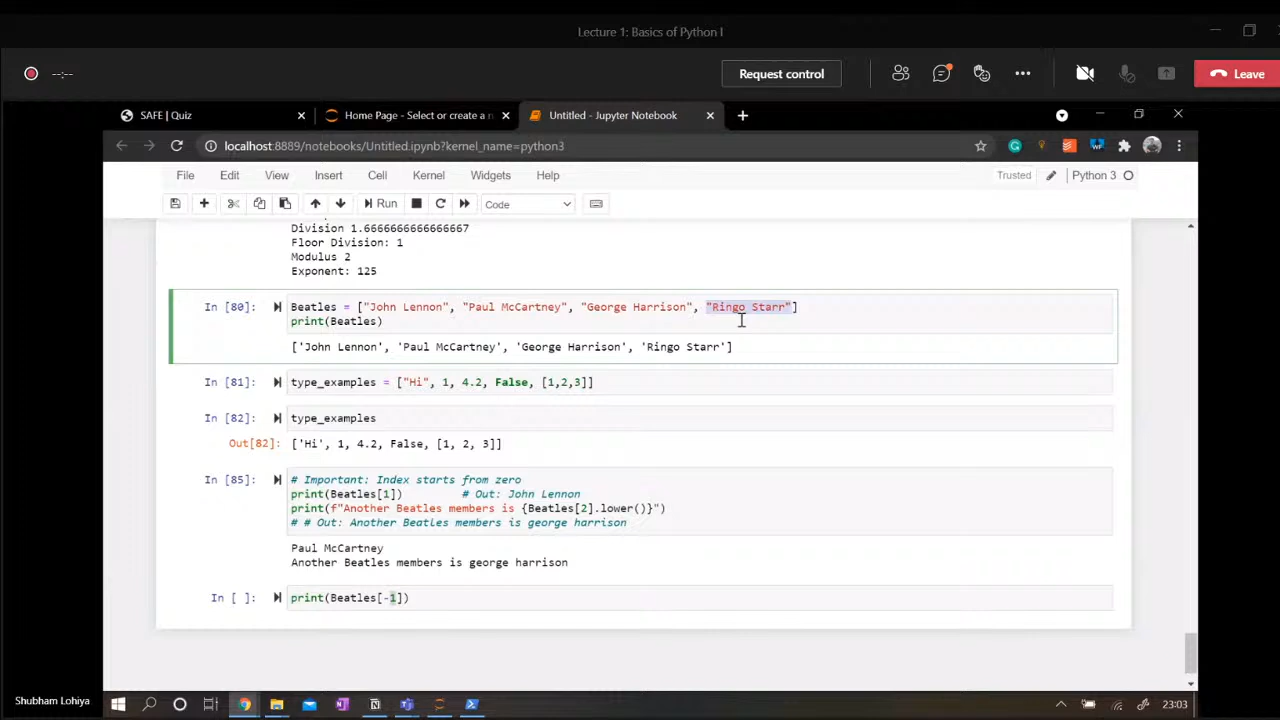 Lecture 1: Basics of Python I
--:--
Request control
Leave
SAFE | Quiz
Home Page - Select or create a n
Untitled - Jupyter Notebook
localhost:8889/notebooks/Untitled.ipynb?kernel_name=python3
File Edit View Insert Cell Kernel Widgets Help
Trusted
Python 3
Run
Code
Division 1.6666666666666667
Floor Division: 1
Modulus 2
Exponent: 125
In [80]:
Beatles = ["John Lennon", "Paul McCartney", "George Harrison", "Ringo Starr"]
print(Beatles)
['John Lennon', 'Paul McCartney', 'George Harrison', 'Ringo Starr']
In [81]:
type_examples = ["Hi", 1, 4.2, False, [1,2,3]]
In [82]:
type_examples
Out[82]:
['Hi', 1, 4.2, False, [1, 2, 3]]
In [85]:
# Important: Index starts from zero
print(Beatles[1]) # Out: John Lennon
print(f"Another Beatles members is {Beatles[2].lower()}")
# # Out: Another Beatles members is george harrison
Paul McCartney
Another Beatles members is george harrison
In [ ]:
print(Beatles[-1])
Shubham Lohiya
23:03